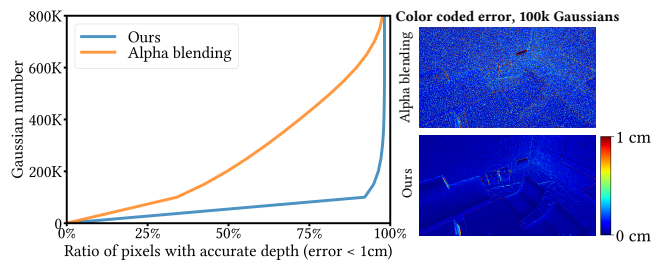 800K
600K
400K
200K
0
Gaussian number
Ours
Alpha blending
0%
25%
50%
75%
100%
Ratio of pixels with accurate depth (error < 1cm)
Color coded error, 100k Gaussians
Alpha blending
Ours
1 cm
0 cm